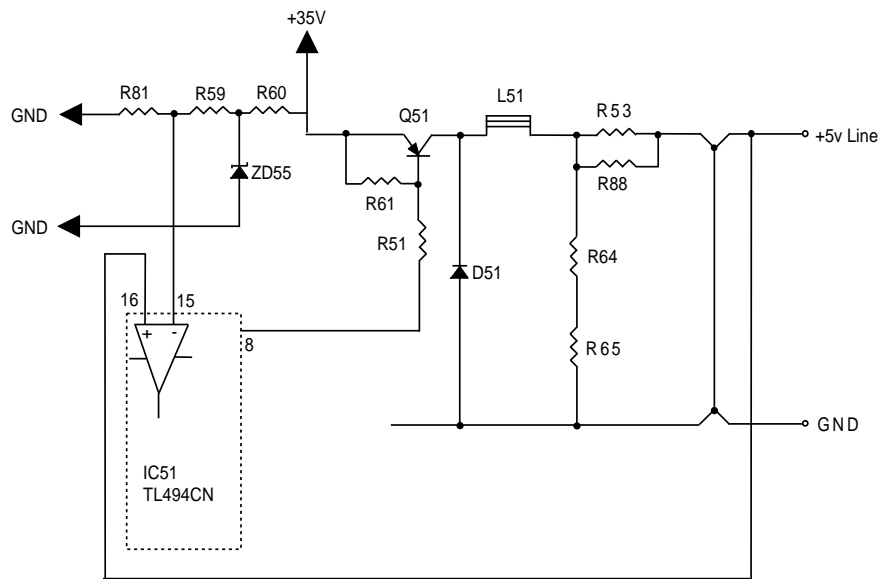 +35V
R81
R59
R60
GND
Q51
L51
R53
+5v Line
ZD55
R61
R88
GND
R51
R64
D51
16
15
+
-
8
R65
GND
IC51
TL494CN